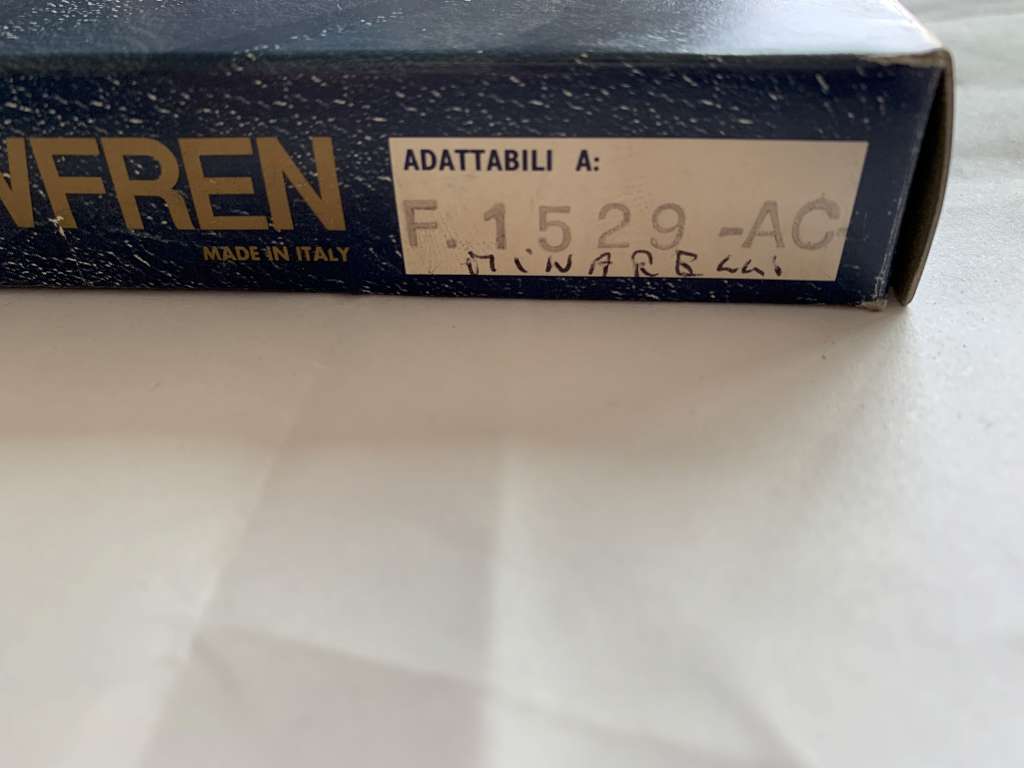 NFREN
MADE IN ITALY
ADATTABILI A:
F. 1529 -AC-
MINARELLI